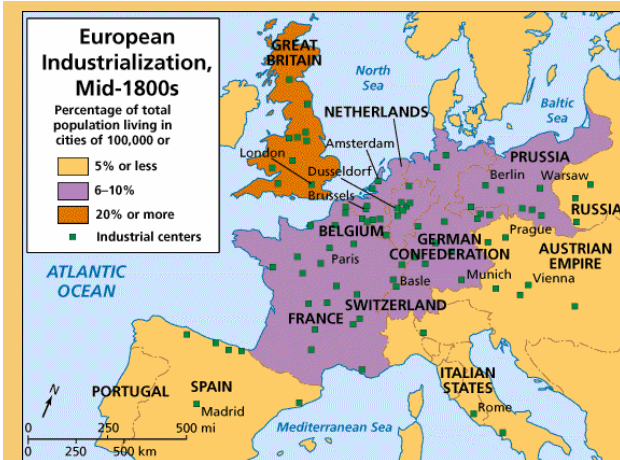 European
Industrialization,
Mid-1800s
Percentage of total
population living in
cities of 100,000 or
5% or less
6–10%
20% or more
Industrial centers
GREAT
BRITAIN
North
Sea
Baltic
Sea
NETHERLANDS
Amsterdam
London
Dusseldorf
Brussels
PRUSSIA
Berlin
Warsaw
RUSSIA
BELGIUM
GERMAN
CONFEDERATION
Prague
AUSTRIAN
EMPIRE
Paris
Munich
Vienna
Basle
ATLANTIC
OCEAN
SWITZERLAND
FRANCE
ITALIAN
STATES
Rome
PORTUGAL
SPAIN
Madrid
Mediterranean Sea
N
0 250 500 mi
0 250 500 km